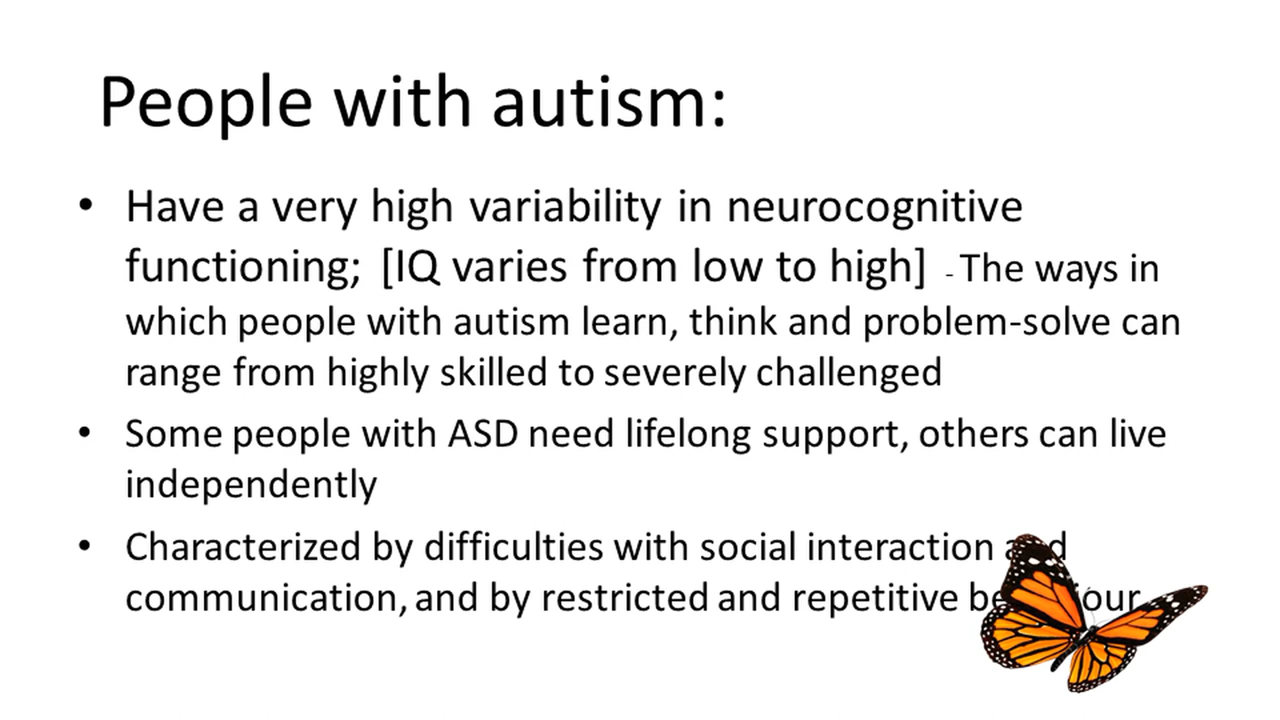 People with autism:
• Have a very high variability in neurocognitive
functioning; [IQ varies from low to high] - The ways in
which people with autism learn, think and problem-solve can
range from highly skilled to severely challenged
• Some people with ASD need lifelong support, others can live
independently
• Characterized by difficulties with social interaction and
communication, and by restricted and repetitive behaviour